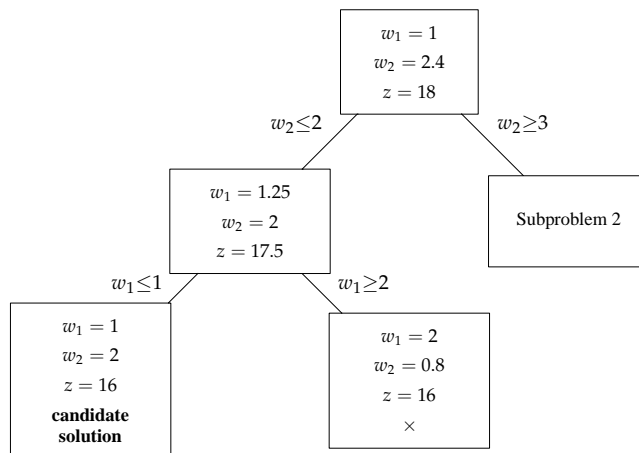 w₁ = 1
w₂ = 2.4
z = 18
w₂≤2
w₂≥3
w₁ = 1.25
w₂ = 2
z = 17.5
Subproblem 2
w₁≤1
w₁≥2
w₁ = 1
w₂ = 2
z = 16
candidate
solution
w₁ = 2
w₂ = 0.8
z = 16
×